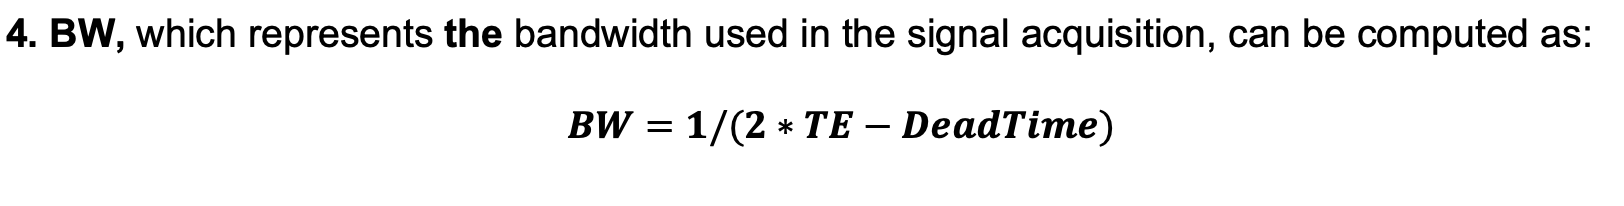 4. BW, which represents the bandwidth used in the signal acquisition, can be computed as:
BW = 1/(2 * TE − DeadTime)